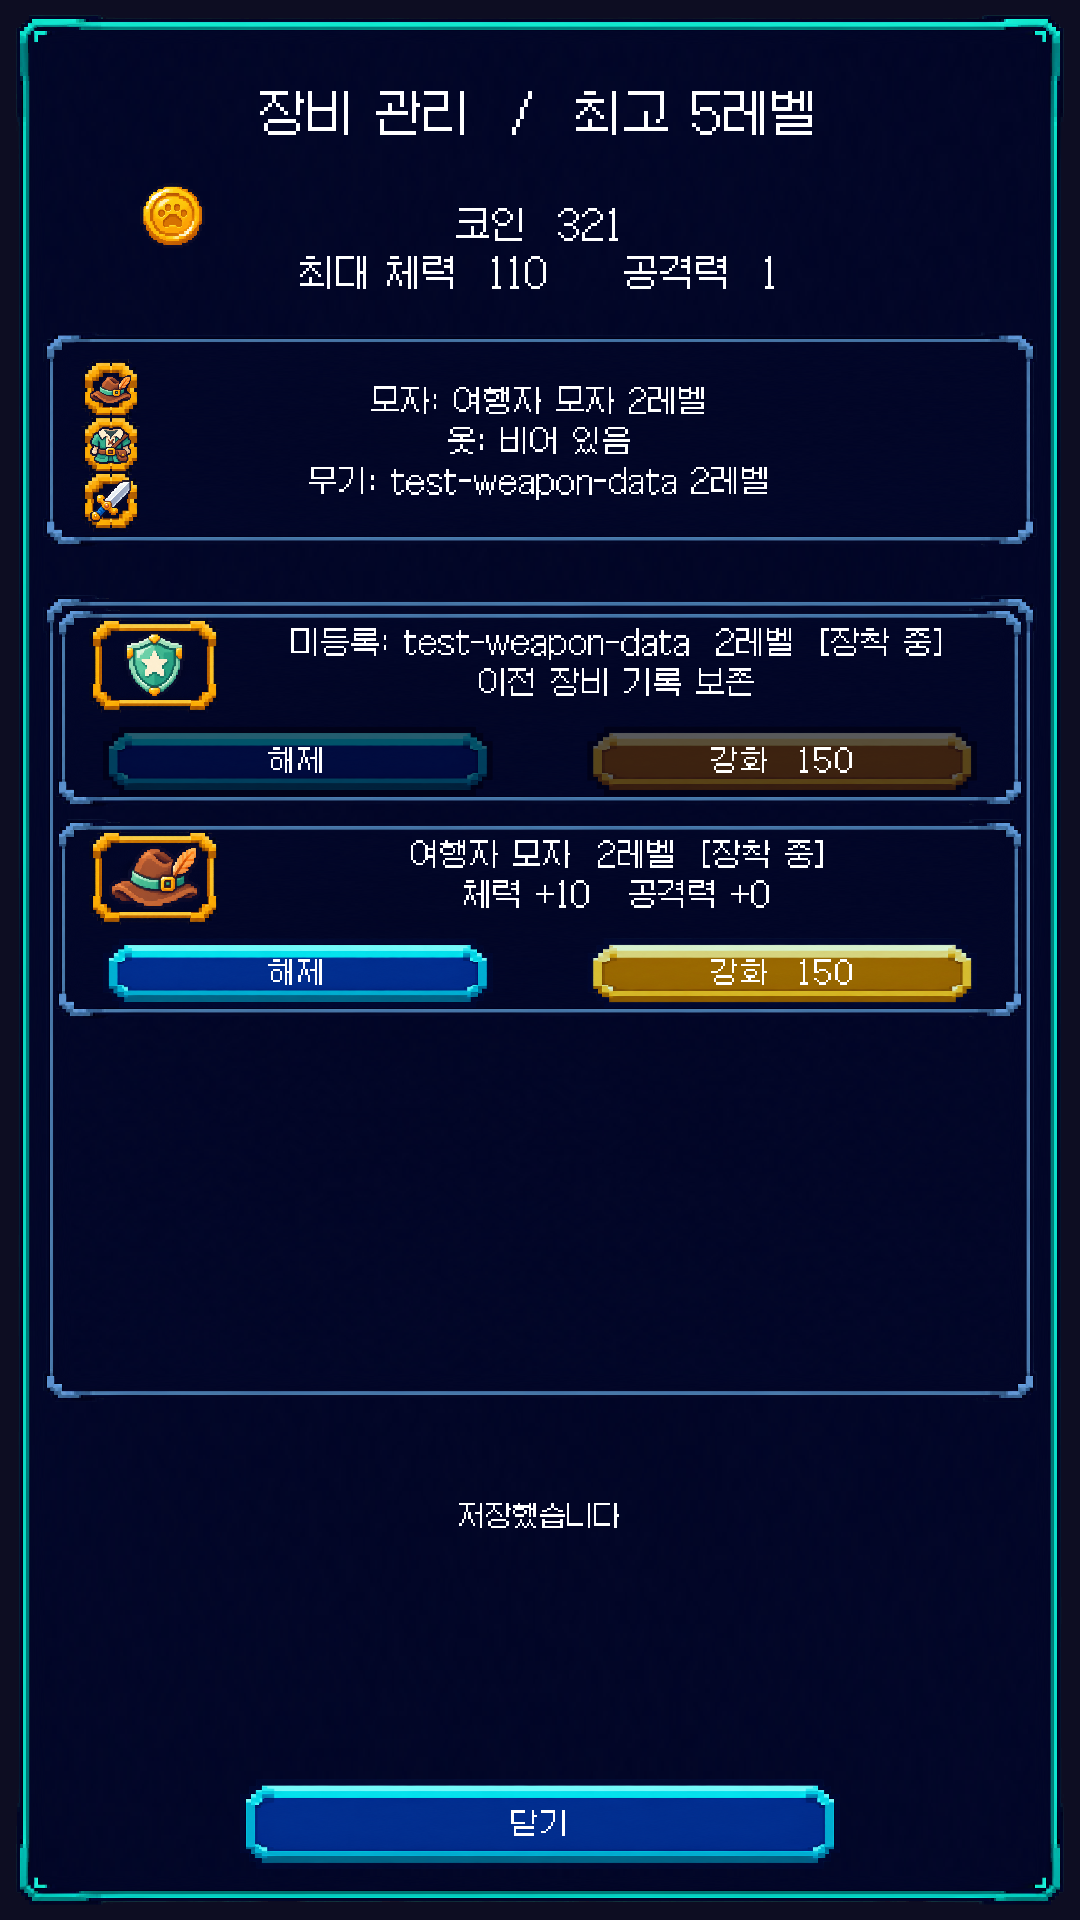 장비 관리 / 최고 5레벨
코인 321
최대 체력 110 공격력 1
모자: 여행자 모자 2레벨
옷: 비어 있음
무기: test-weapon-data 2레벨
미등록: test-weapon-data 2레벨 [장착 중]
이전 장비 기록 보존
해제 강화 150
여행자 모자 2레벨 [장착 중]
체력 +10 공격력 +0
해제 강화 150
저장했습니다
닫기